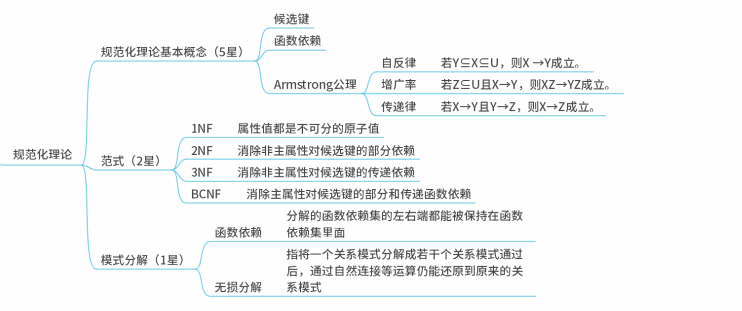 规范化理论
规范化理论基本概念（5星）
候选键
函数依赖
Armstrong公理
自反律 若Y⊆X⊆U，则X →Y成立。
增广率 若Z⊆U且X→Y，则XZ→YZ成立。
传递律 若X→Y且Y→Z，则X→Z成立。
范式（2星）
1NF 属性值都是不可分的原子值
2NF 消除非主属性对候选键的部分依赖
3NF 消除非主属性对候选键的传递依赖
BCNF 消除主属性对候选键的部分和传递函数依赖
模式分解（1星）
函数依赖
分解的函数依赖集的左右端都能被保持在函数
依赖集里面
无损分解
指将一个关系模式分解成若干个关系模式通过
后，通过自然连接等运算仍能还原到原来的关
系模式